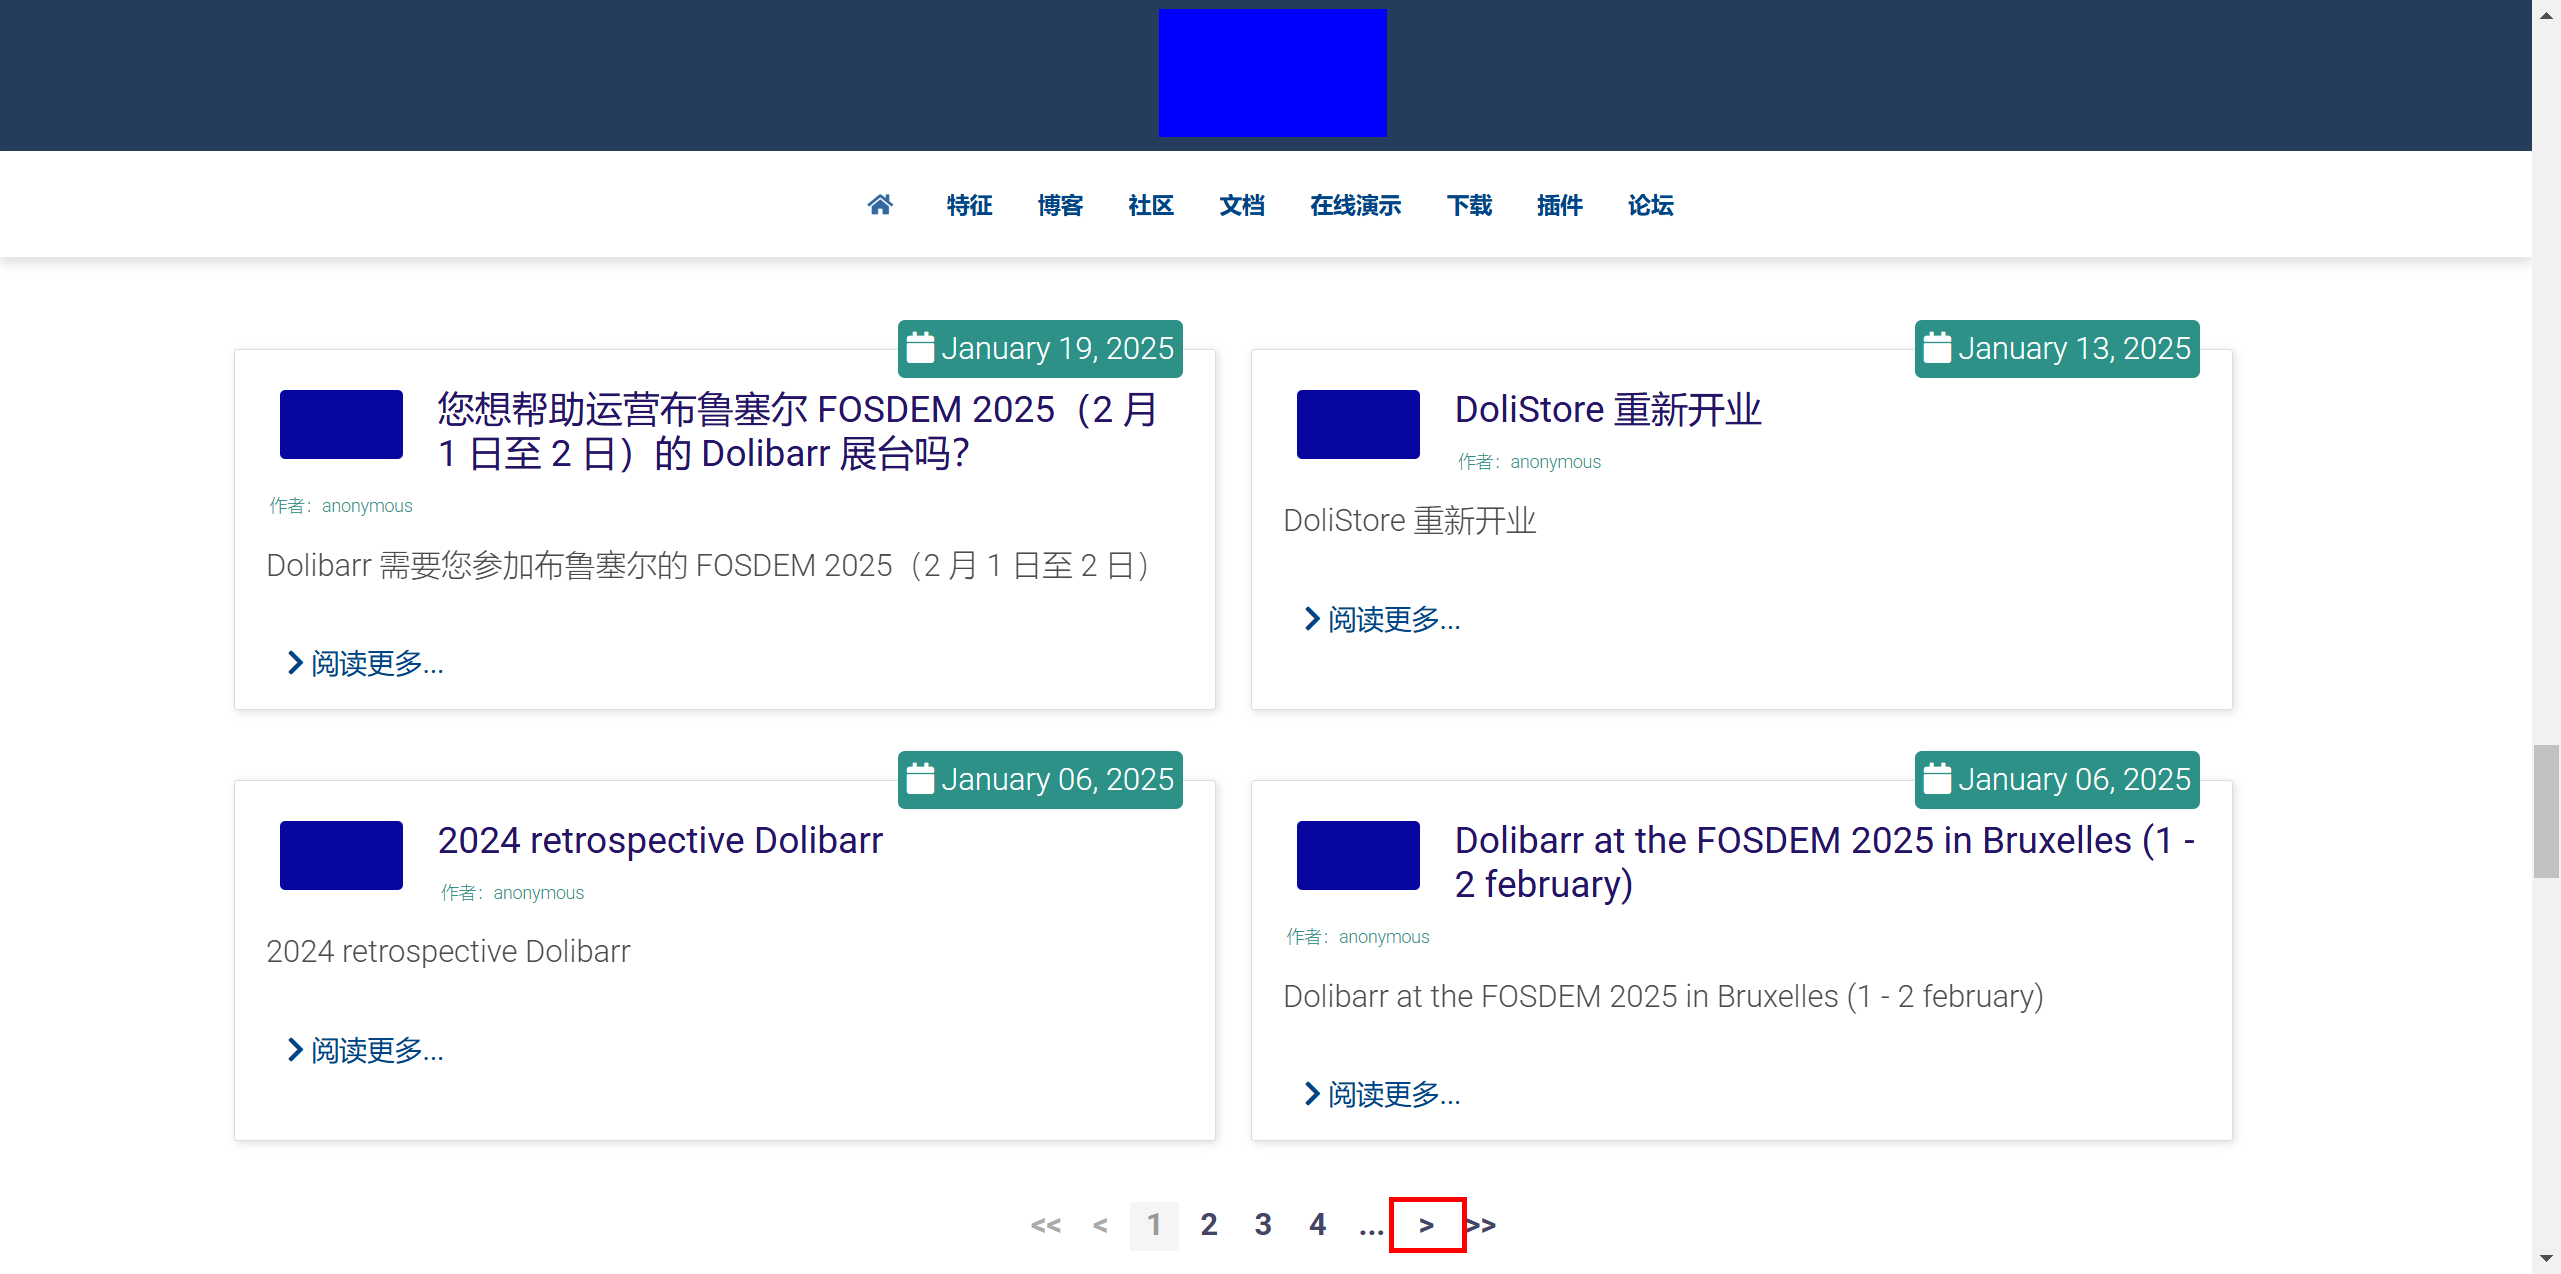 特征 博客 社区 文档 在线演示 下载 插件 论坛
January 19, 2025
您想帮助运营布鲁塞尔 FOSDEM 2025（2 月
1 日至 2 日）的 Dolibarr 展台吗？
作者：anonymous
Dolibarr 需要您参加布鲁塞尔的 FOSDEM 2025（2 月 1 日至 2 日）
阅读更多...
January 13, 2025
DoliStore 重新开业
作者：anonymous
DoliStore 重新开业
阅读更多...
January 06, 2025
2024 retrospective Dolibarr
作者：anonymous
2024 retrospective Dolibarr
阅读更多...
January 06, 2025
Dolibarr at the FOSDEM 2025 in Bruxelles (1 -
2 february)
作者：anonymous
Dolibarr at the FOSDEM 2025 in Bruxelles (1 - 2 february)
阅读更多...
<< < 1 2 3 4 ... > >>